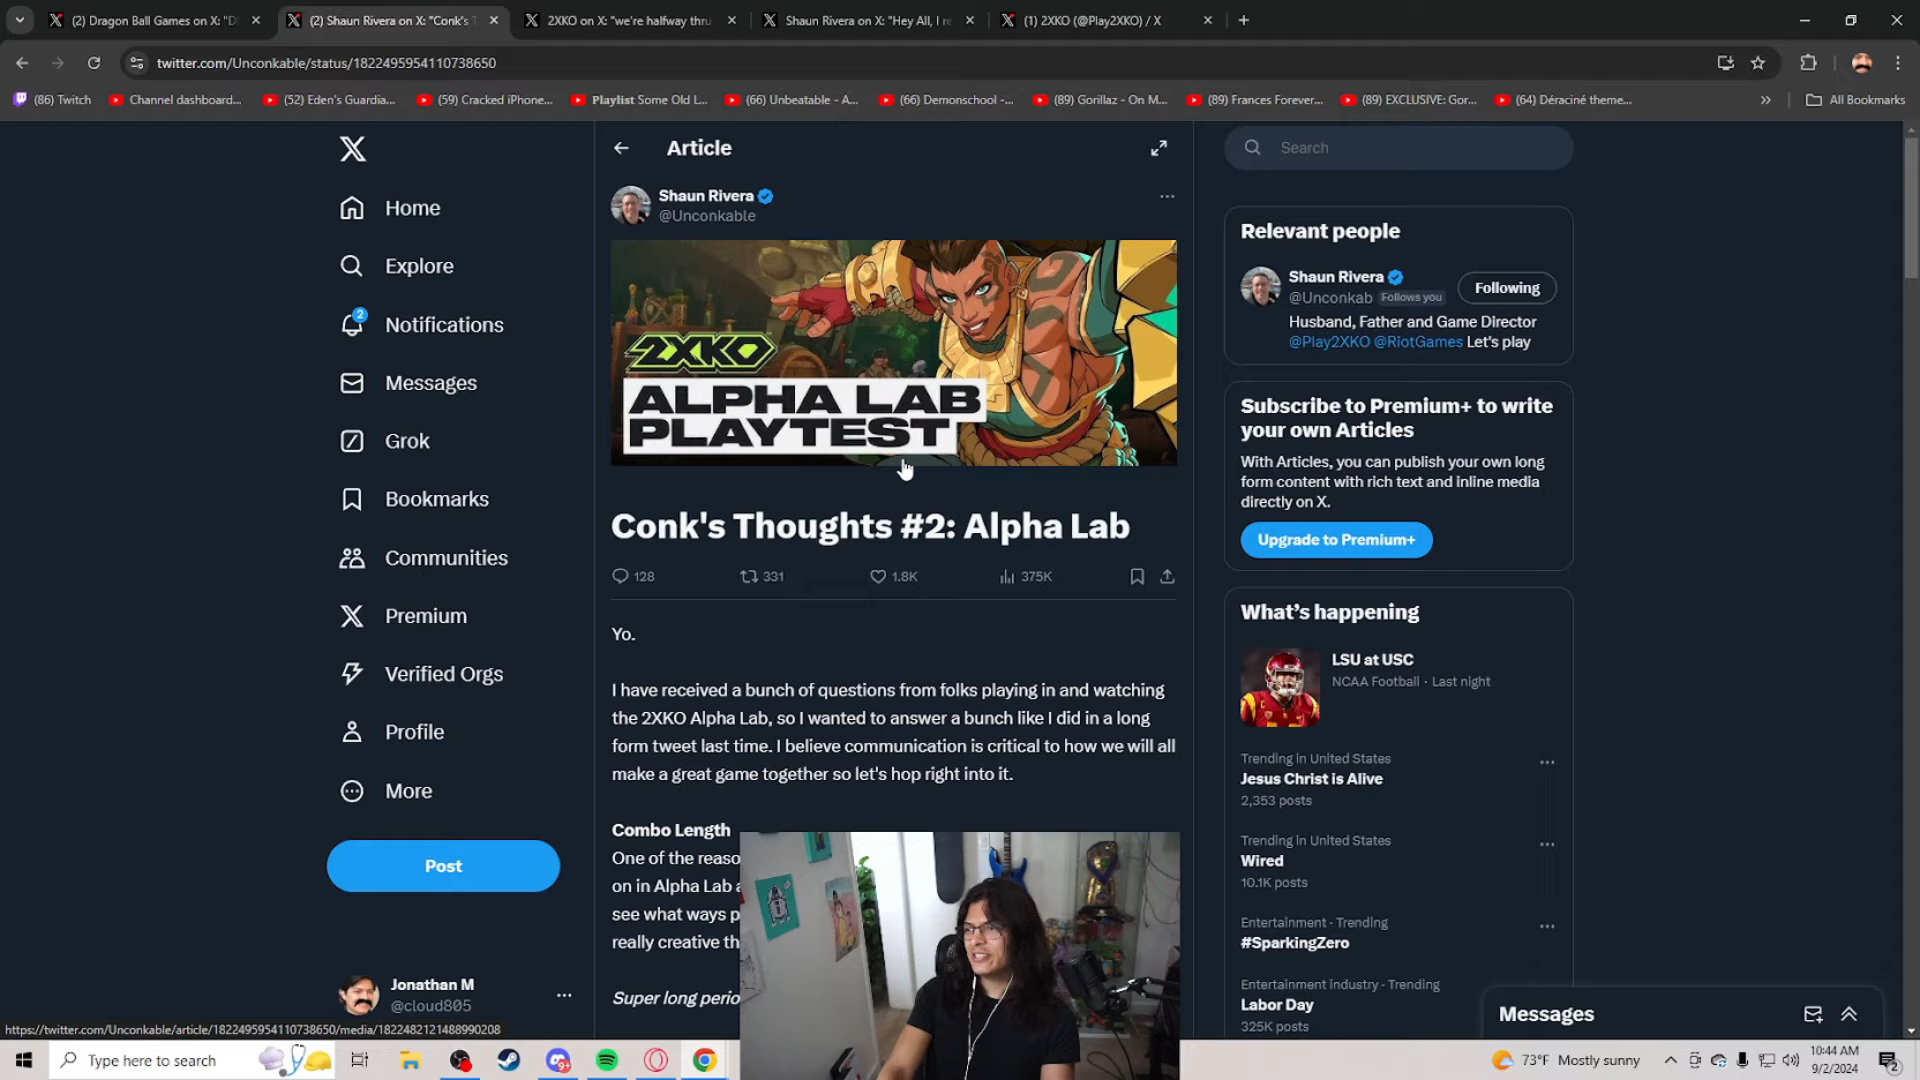 (2) Dragon Ball Games on X: "D
(2) Shaun Rivera on X: "Conk's T
2XKO on X: "we're halfway thru
Shaun Rivera on X: "Hey All, I re
(1) 2XKO (@Play2XKO) / X
twitter.com/Unconkable/status/1822495954110738650
(86) Twitch
Channel dashboard...
(52) Eden's Guardia...
(59) Cracked iPhone...
Playlist Some Old L...
(66) Unbeatable - A...
(66) Demonschool -...
(89) Gorillaz - On M...
(89) Frances Forever...
(89) EXCLUSIVE: Gor...
(64) Déraciné theme...
All Bookmarks
Home
Explore
2
Notifications
Messages
Grok
Bookmarks
Communities
Premium
Verified Orgs
Profile
More
Post
Jonathan M
@cloud805
Article
Shaun Rivera
@Unconkable
2XKO
ALPHA LAB
PLAYTEST
Conk's Thoughts #2: Alpha Lab
128
331
1.8K
375K
Yo.
I have received a bunch of questions from folks playing in and watching
the 2XKO Alpha Lab, so I wanted to answer a bunch like I did in a long
form tweet last time. I believe communication is critical to how we will all
make a great game together so let's hop right into it.
Combo Length
One of the reaso
on in Alpha Lab a
see what ways p
really creative th
Super long perio
Search
Relevant people
Shaun Rivera
@Unconkab Follows you
Following
Husband, Father and Game Director
@Play2XKO @RiotGames Let's play
Subscribe to Premium+ to write
your own Articles
With Articles, you can publish your own long
form content with rich text and inline media
directly on X.
Upgrade to Premium+
What's happening
LSU at USC
NCAA Football · Last night
Trending in United States
Jesus Christ is Alive
2,353 posts
Trending in United States
Wired
10.1K posts
Entertainment · Trending
#SparkingZero
Entertainment industry · Trending
Labor Day
325K posts
Messages
https://twitter.com/Unconkable/article/1822495954110738650/media/1822482121488990208
Type here to search
9+
73°F Mostly sunny
10:44 AM
9/2/2024
2